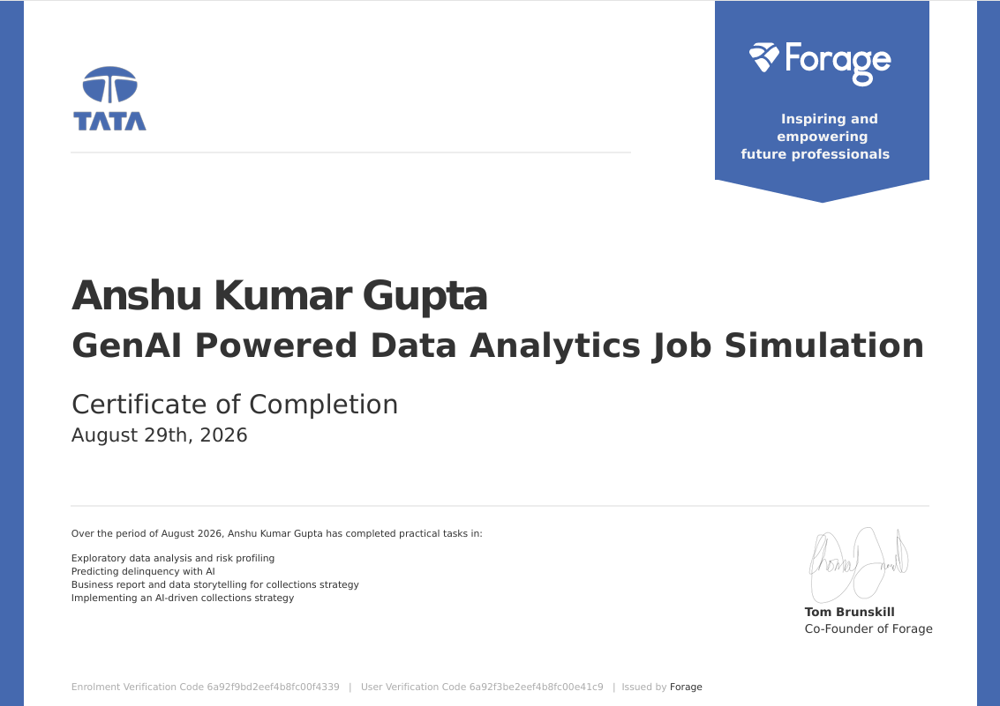 TATA
Forage
Inspiring and
empowering
future professionals
Anshu Kumar Gupta
GenAI Powered Data Analytics Job Simulation
Certificate of Completion
August 29th, 2026
Over the period of August 2026, Anshu Kumar Gupta has completed practical tasks in:
Exploratory data analysis and risk profiling
Predicting delinquency with AI
Business report and data storytelling for collections strategy
Implementing an AI-driven collections strategy
Tom Brunskill
Co-Founder of Forage
Enrolment Verification Code 6a92f9bd2eef4b8fc00f4339 | User Verification Code 6a92f3be2eef4b8fc00e41c9 | Issued by Forage